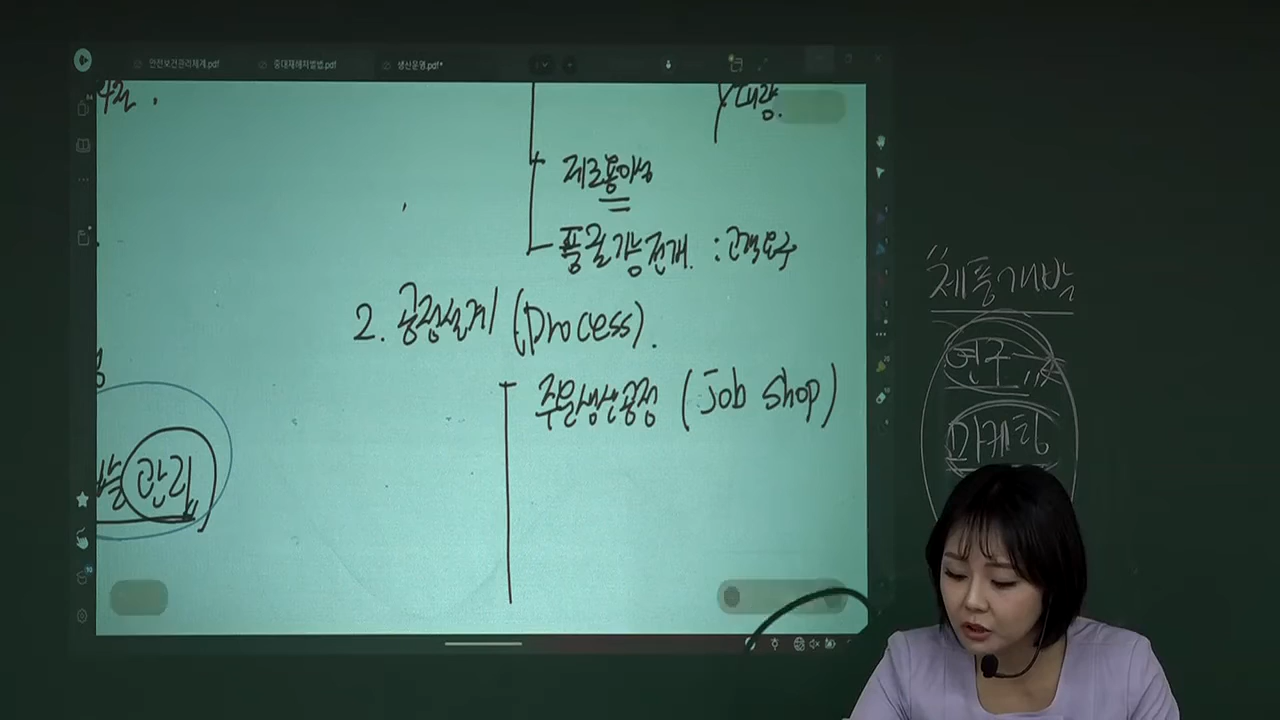 안전보건관리체계.pdf
중대재해처벌법.pdf
생산운영.pdf*
대량.
제조용이성
품질기능전개. : 고객요구
2. 공정설계 (process).
주문생산공정 (Job shop)
관리
"제품개발
연구
마케팅